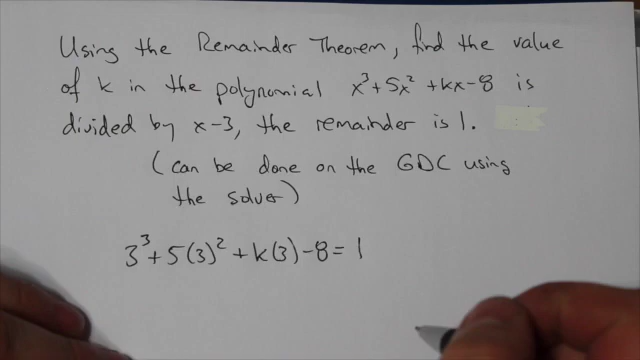 Using the Remainder Theorem, find the value
of k in the polynomial x³+5x²+kx-8 is
divided by x-3, the remainder is 1.
(can be done on the GDC using
the solver)
3³+5(3)²+k(3)-8=1